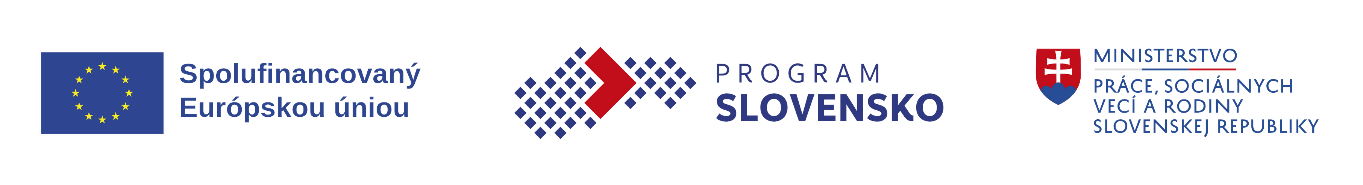 Spolufinancovaný
Európskou úniou
PROGRAM
SLOVENSKO
MINISTERSTVO
PRÁCE, SOCIÁLNYCH
VECÍ A RODINY
SLOVENSKEJ REPUBLIKY